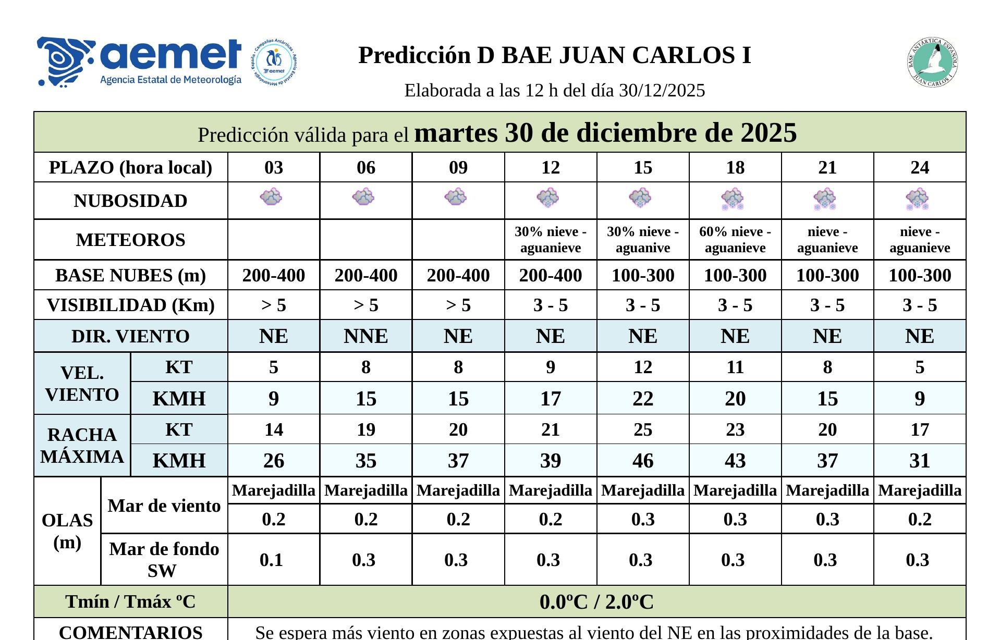 aemet
Agencia Estatal de Meteorología
Campañas Antárticas - Agencia Estatal de Meteorología - España
aemet
Predicción D BAE JUAN CARLOS I
Elaborada a las 12 h del día 30/12/2025
BASE ANTÁRTICA ESPAÑOLA
JUAN CARLOS I
Predicción válida para el martes 30 de diciembre de 2025
PLAZO (hora local) 03 06 09 12 15 18 21 24
NUBOSIDAD
METEOROS
30% nieve - 30% nieve - 60% nieve - nieve - nieve -
aguanieve aguanive aguanieve aguanieve aguanieve
BASE NUBES (m) 200-400 200-400 200-400 200-400 100-300 100-300 100-300 100-300
VISIBILIDAD (Km) > 5 > 5 > 5 3 - 5 3 - 5 3 - 5 3 - 5 3 - 5
DIR. VIENTO NE NNE NE NE NE NE NE NE
VEL.
VIENTO
KT 5 8 8 9 12 11 8 5
KMH 9 15 15 17 22 20 15 9
RACHA
MÁXIMA
KT 14 19 20 21 25 23 20 17
KMH 26 35 37 39 46 43 37 31
OLAS
(m)
Mar de viento
Marejadilla Marejadilla Marejadilla Marejadilla Marejadilla Marejadilla Marejadilla Marejadilla
0.2 0.2 0.2 0.2 0.3 0.3 0.3 0.2
Mar de fondo
SW
0.1 0.3 0.3 0.3 0.3 0.3 0.3 0.3
Tmín / Tmáx ºC 0.0ºC / 2.0ºC
COMENTARIOS Se espera más viento en zonas expuestas al viento del NE en las proximidades de la base.